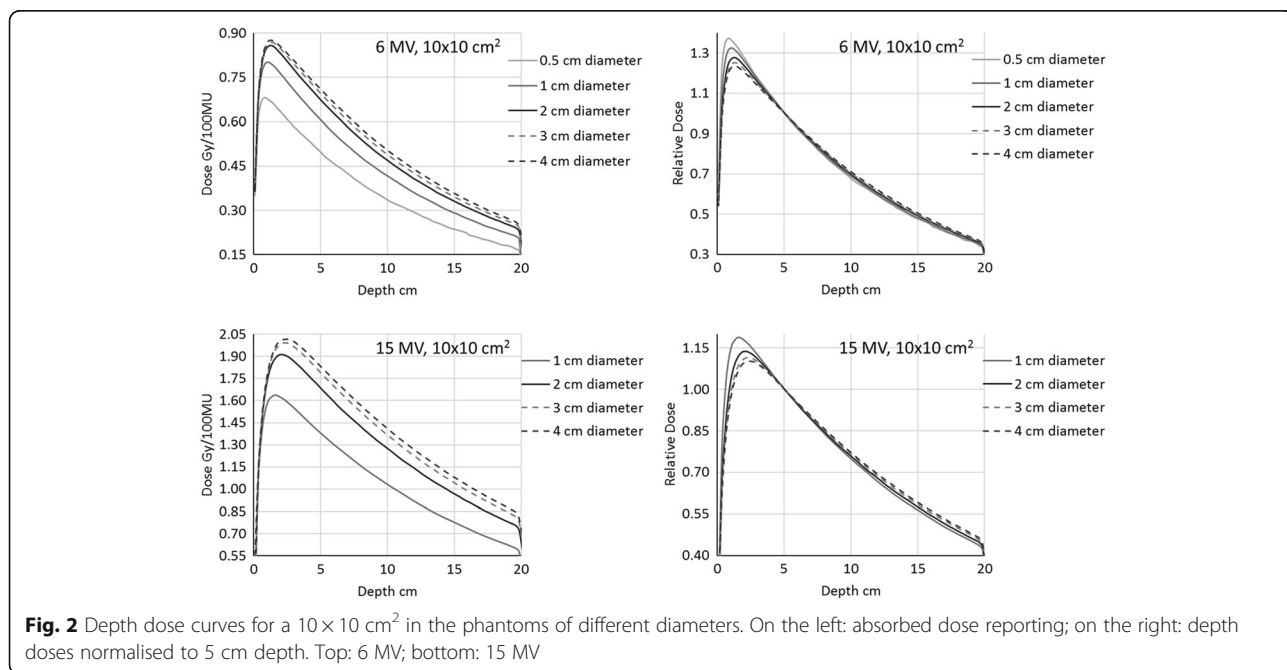 0.90
0.75
0.60
0.45
0.30
0.15
Dose Gy/100MU
6 MV, 10x10 cm²
0.5 cm diameter
1 cm diameter
2 cm diameter
3 cm diameter
4 cm diameter
0 5 10 15 20
Depth cm
1.3
1.1
0.9
0.7
0.5
0.3
Relative Dose
6 MV, 10x10 cm²
0.5 cm diameter
1 cm diameter
2 cm diameter
3 cm diameter
4 cm diameter
0 5 10 15 20
Depth cm
2.05
1.90
1.75
1.60
1.45
1.30
1.15
1.00
0.85
0.70
0.55
Dose Gy/100MU
15 MV, 10x10 cm²
1 cm diameter
2 cm diameter
3 cm diameter
4 cm diameter
0 5 10 15 20
Depth cm
1.15
1.00
0.85
0.70
0.55
0.40
Relative Dose
15 MV, 10x10 cm²
1 cm diameter
2 cm diameter
3 cm diameter
4 cm diameter
0 5 10 15 20
Depth cm
Fig. 2 Depth dose curves for a 10 × 10 cm² in the phantoms of different diameters. On the left: absorbed dose reporting; on the right: depth
doses normalised to 5 cm depth. Top: 6 MV; bottom: 15 MV